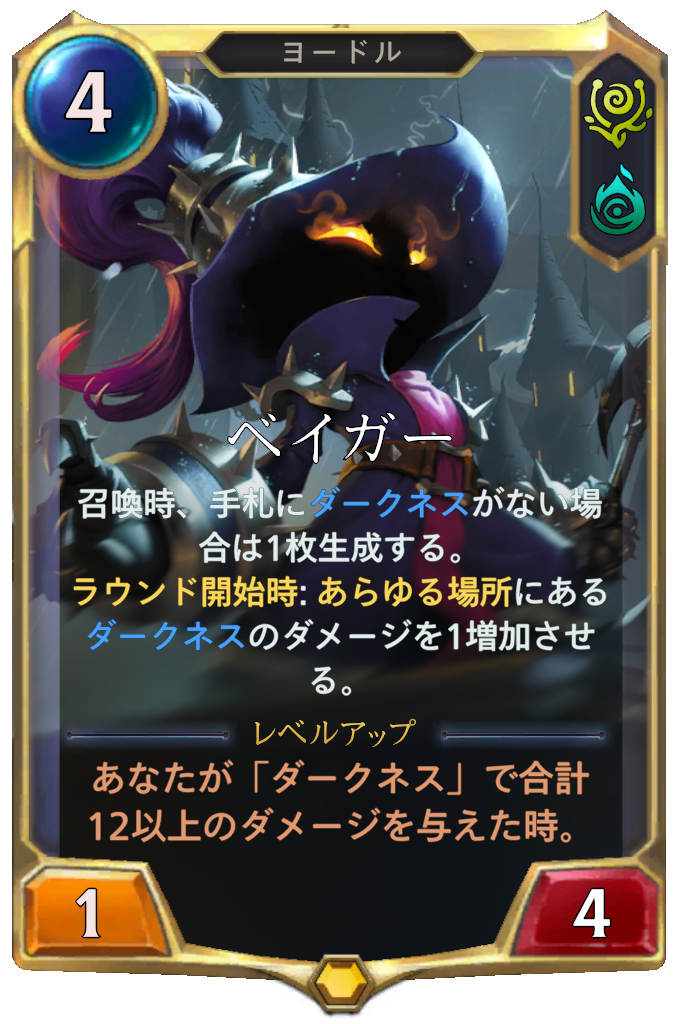 ヨードル
4
ベイガー
召喚時、手札にダークネスがない場
合は1枚生成する。
ラウンド開始時: あらゆる場所にある
ダークネスのダメージを1増加させ
る。
レベルアップ
あなたが「ダークネス」で合計
12以上のダメージを与えた時。
1
4